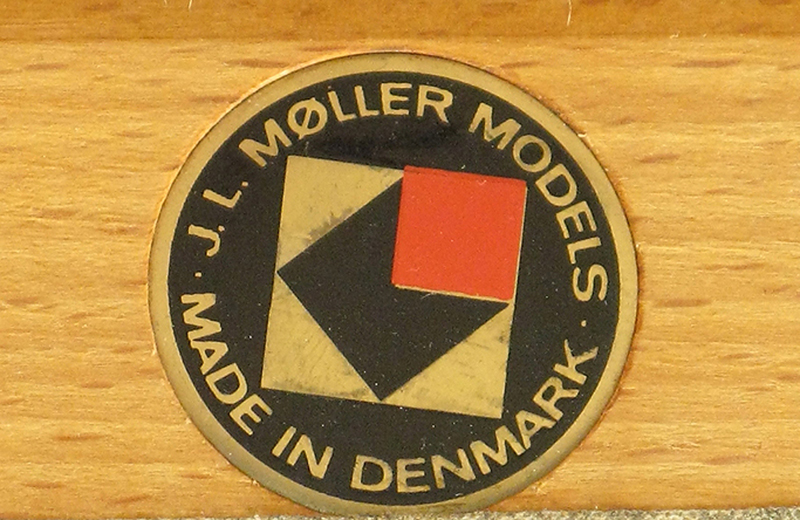 · J. L. MØLLER MODELS ·
MADE IN DENMARK